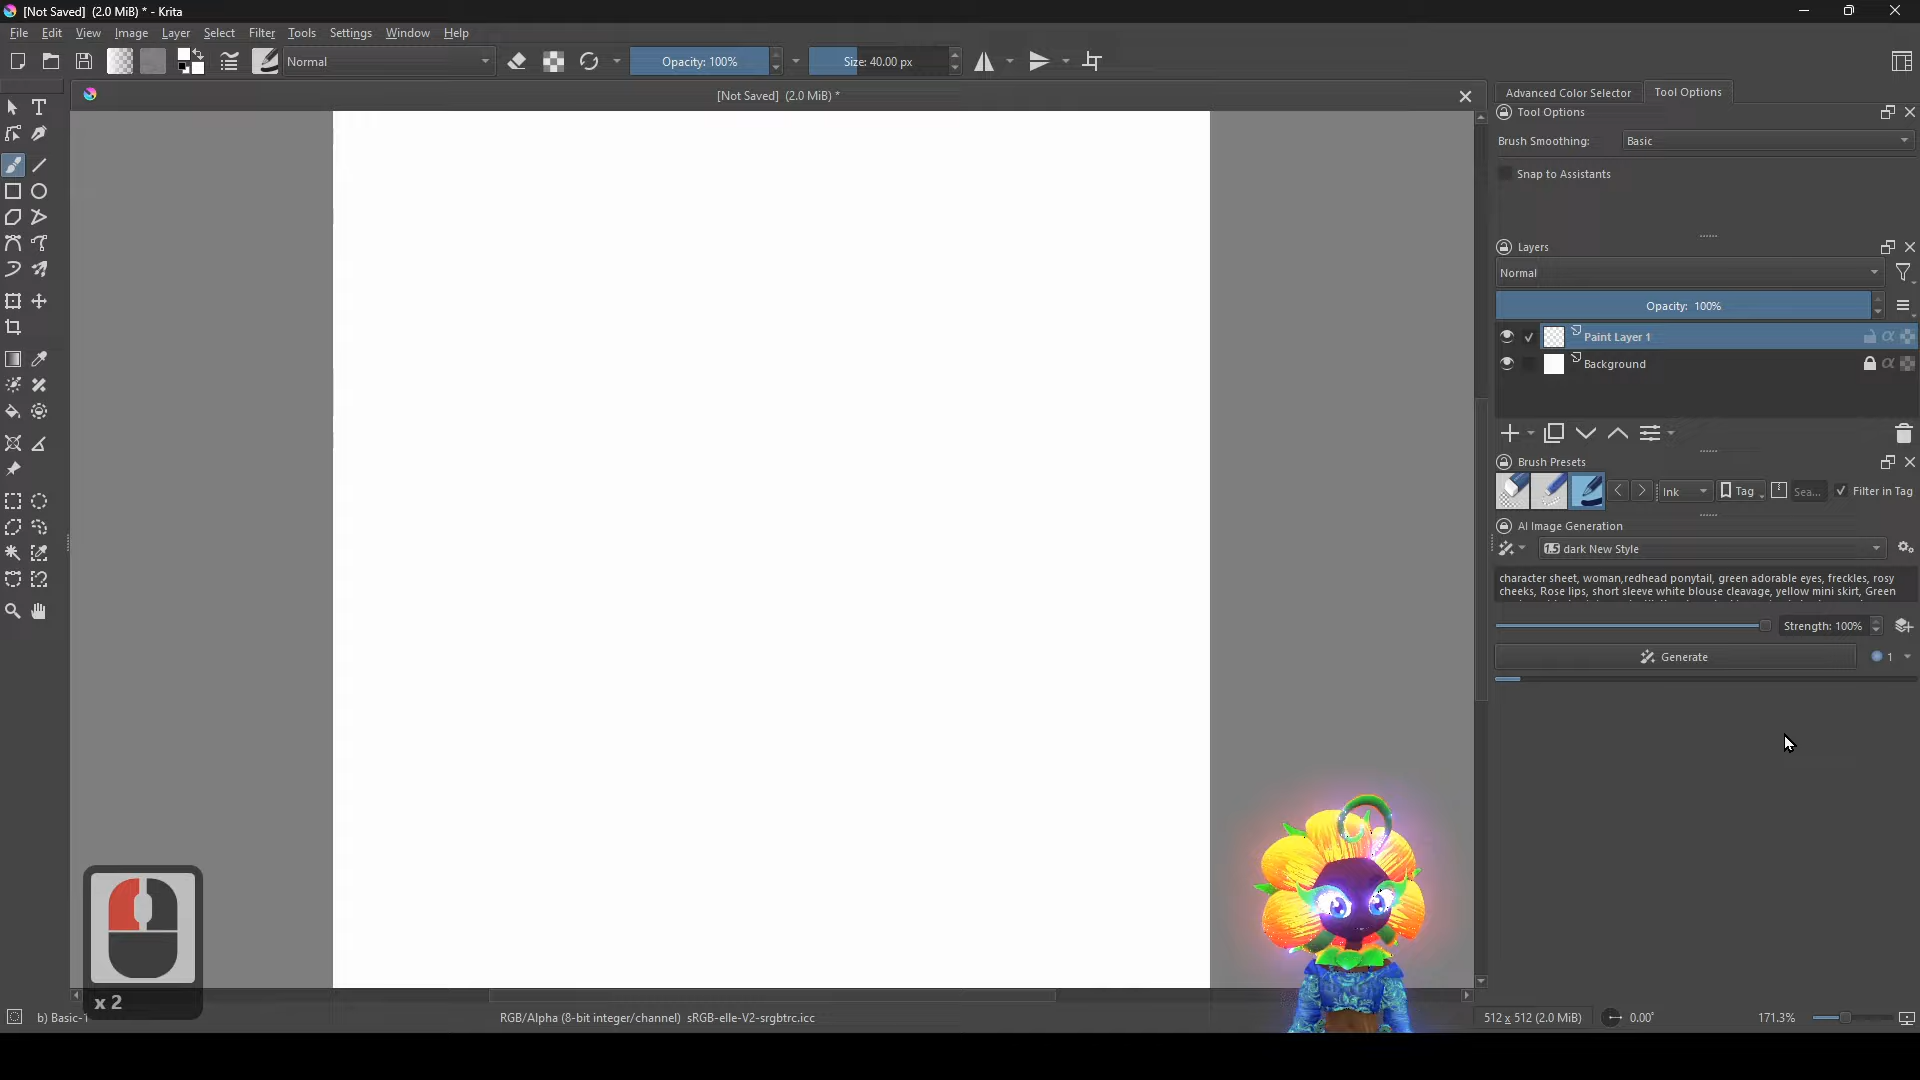 [Not Saved]  (2.0 MiB) * - Krita
File Edit View Image Layer Select Filter Tools Settings Window Help
Normal
Opacity: 100%
Size: 40.00 px
[Not Saved]  (2.0 MiB) *
Advanced Color Selector
Tool Options
Tool Options
Brush Smoothing:
Basic
Snap to Assistants
Layers
Normal
Opacity:  100%
Paint Layer 1
Background
Brush Presets
Ink
Tag
Sea...
Filter in Tag
AI Image Generation
1.5 dark New Style
character sheet, woman,redhead ponytail, green adorable eyes, freckles, rosy
cheeks, Rose lips, short sleeve white blouse cleavage, yellow mini skirt, Green
Strength: 100%
Generate
1
x 2
b) Basic-
RGB/Alpha (8-bit integer/channel)  sRGB-elle-V2-srgbtrc.icc
512 x 512 (2.0 MiB)
0.00°
171.3%